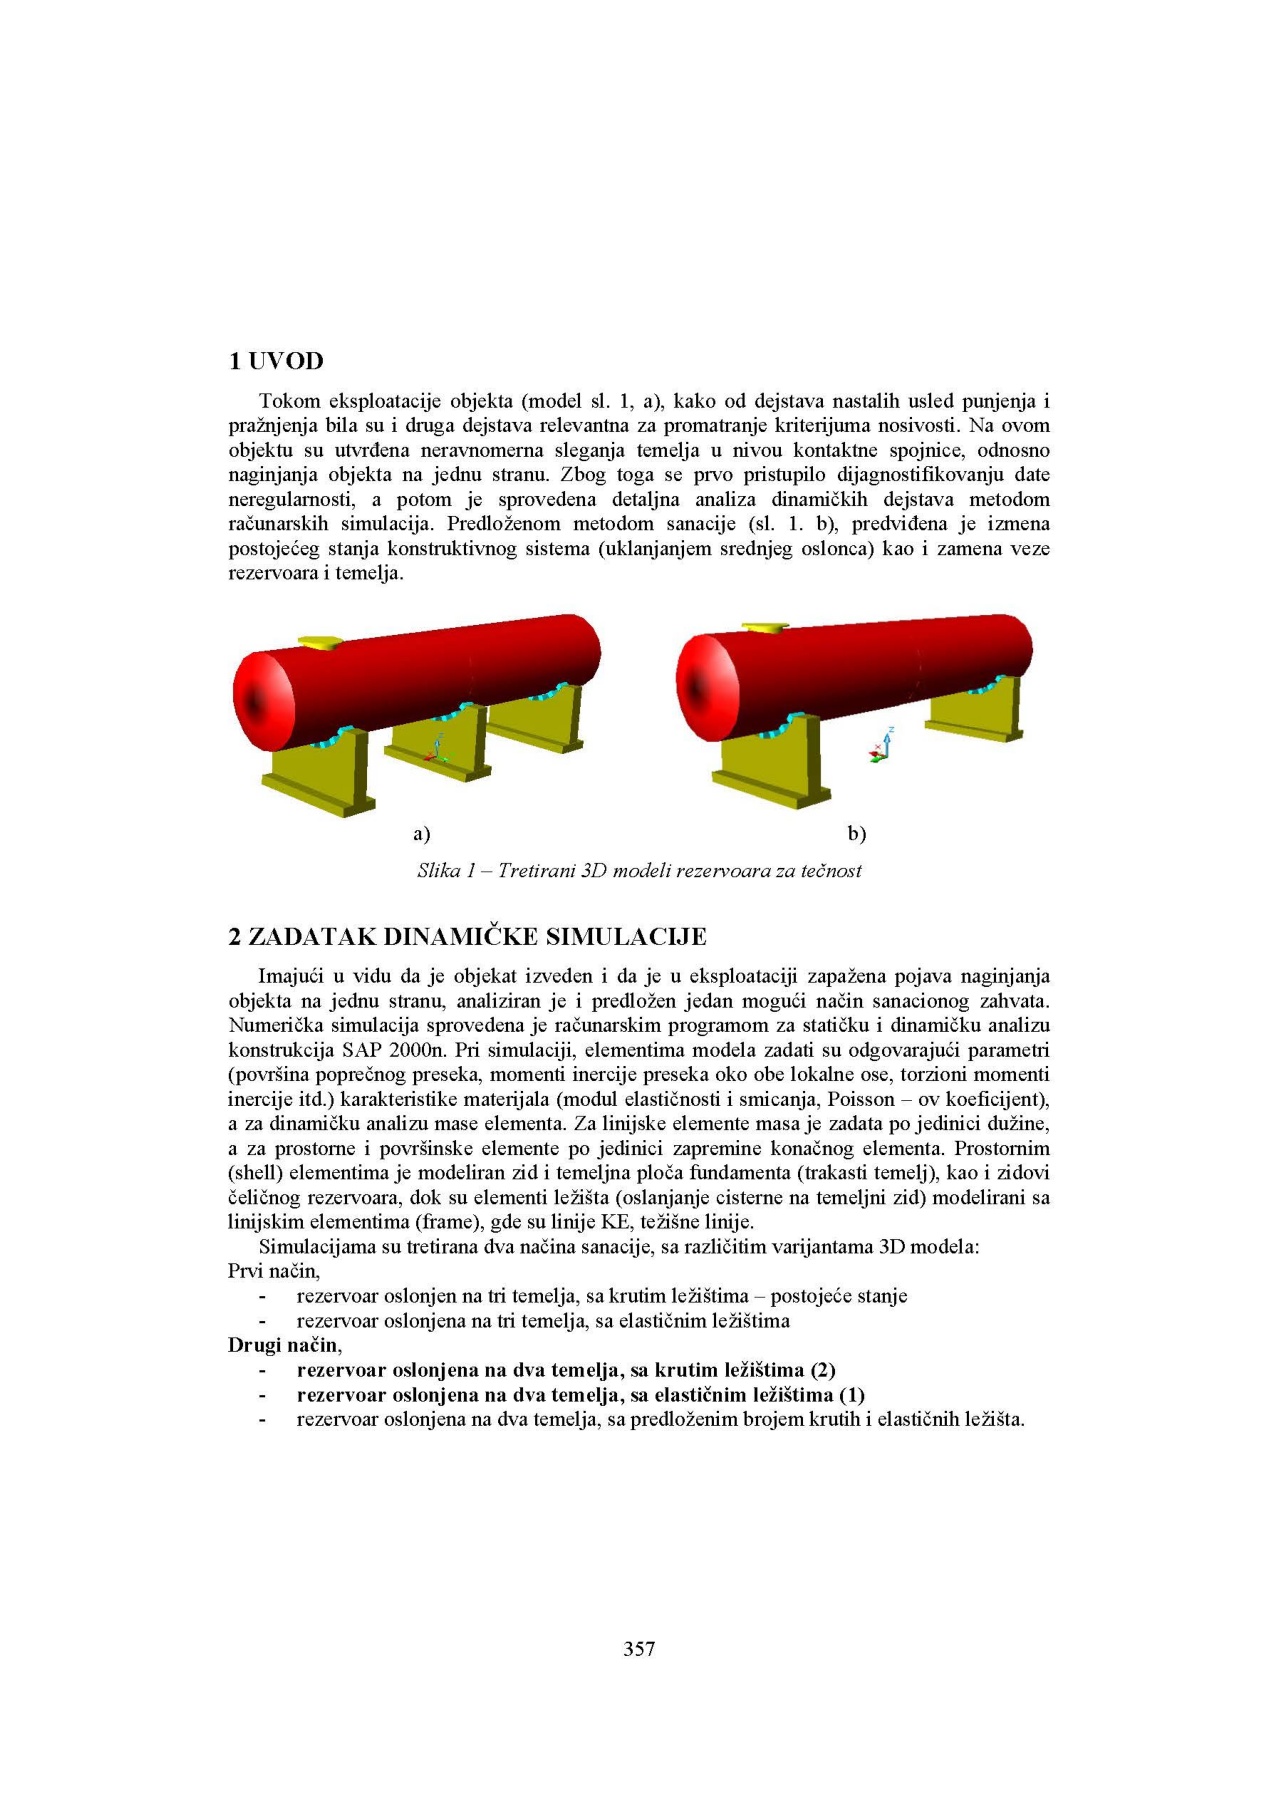 1 UVOD
Tokom eksploatacije objekta (model sl. 1, a), kako od dejstava nastalih usled punjenja i
pražnjenja bila su i druga dejstava relevantna za promatranje kriterijuma nosivosti. Na ovom
objektu su utvrđena neravnomerna sleganja temelja u nivou kontaktne spojnice, odnosno
naginjanja objekta na jednu stranu. Zbog toga se prvo pristupilo dijagnostifikovanju date
neregularnosti, a potom je sprovedena detaljna analiza dinamičkih dejstava metodom
računarskih simulacija. Predloženom metodom sanacije (sl. 1. b), predviđena je izmena
postojećeg stanja konstruktivnog sistema (uklanjanjem srednjeg oslonca) kao i zamena veze
rezervoara i temelja.
a) b)
Slika 1 – Tretirani 3D modeli rezervoara za tečnost
2 ZADATAK DINAMIČKE SIMULACIJE
Imajući u vidu da je objekat izveden i da je u eksploataciji zapažena pojava naginjanja
objekta na jednu stranu, analiziran je i predložen jedan mogući način sanacionog zahvata.
Numerička simulacija sprovedena je računarskim programom za statičku i dinamičku analizu
konstrukcija SAP 2000n. Pri simulaciji, elementima modela zadati su odgovarajući parametri
(površina poprečnog preseka, momenti inercije preseka oko obe lokalne ose, torzioni momenti
inercije itd.) karakteristike materijala (modul elastičnosti i smicanja, Poisson – ov koeficijent),
a za dinamičku analizu mase elementa. Za linijske elemente masa je zadata po jedinici dužine,
a za prostorne i površinske elemente po jedinici zapremine konačnog elementa. Prostornim
(shell) elementima je modeliran zid i temeljna ploča fundamenta (trakasti temelj), kao i zidovi
čeličnog rezervoara, dok su elementi ležišta (oslanjanje cisterne na temeljni zid) modelirani sa
linijskim elementima (frame), gde su linije KE, težišne linije.
Simulacijama su tretirana dva načina sanacije, sa različitim varijantama 3D modela:
Prvi način,
- rezervoar oslonjen na tri temelja, sa krutim ležištima – postojeće stanje
- rezervoar oslonjena na tri temelja, sa elastičnim ležištima
Drugi način,
- rezervoar oslonjena na dva temelja, sa krutim ležištima (2)
- rezervoar oslonjena na dva temelja, sa elastičnim ležištima (1)
- rezervoar oslonjena na dva temelja, sa predloženim brojem krutih i elastičnih ležišta.
357